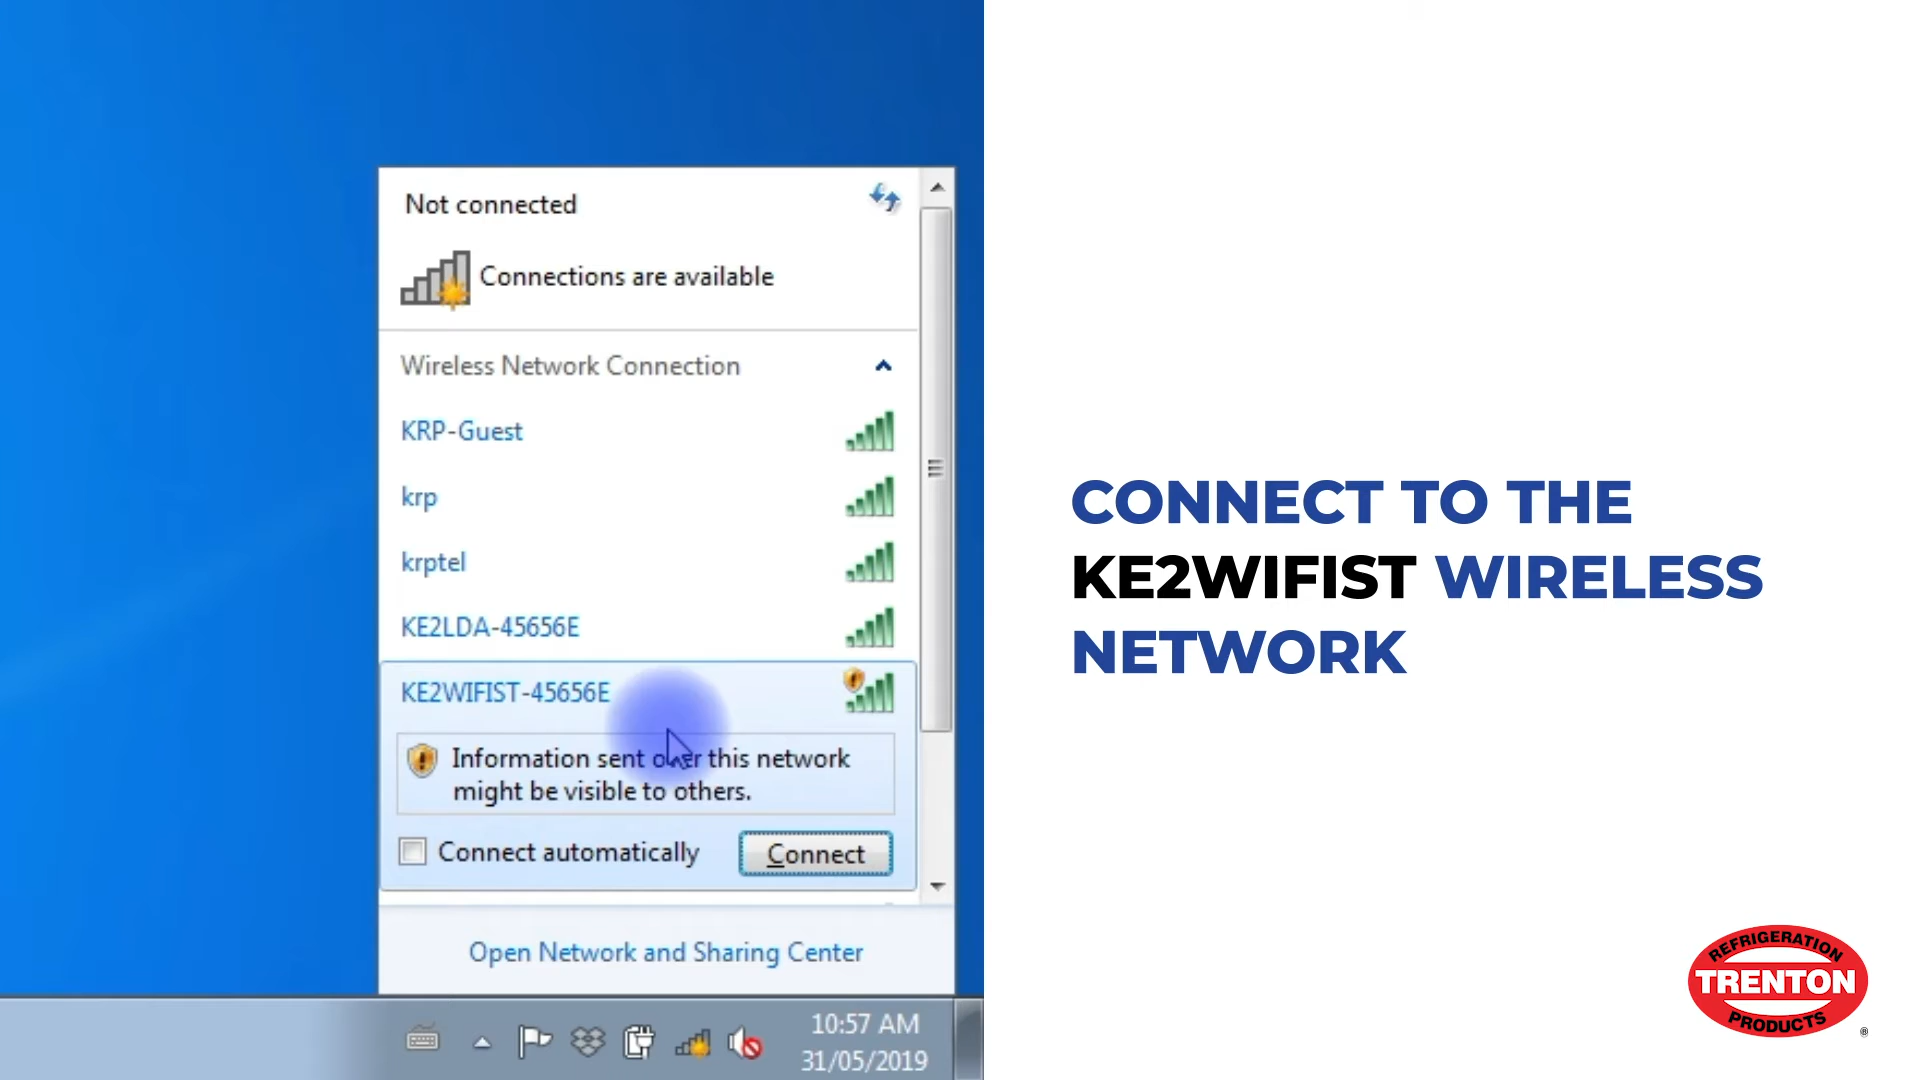 Not connected
Connections are available
Wireless Network Connection
KRP-Guest
krp
krptel
KE2LDA-45656E
KE2WIFIST-45656E
Information sent over this network
might be visible to others.
Connect automatically
Connect
Open Network and Sharing Center
10:57 AM
31/05/2019
CONNECT TO THE
KE2WIFIST WIRELESS
NETWORK
REFRIGERATION
TRENTON
PRODUCTS
®